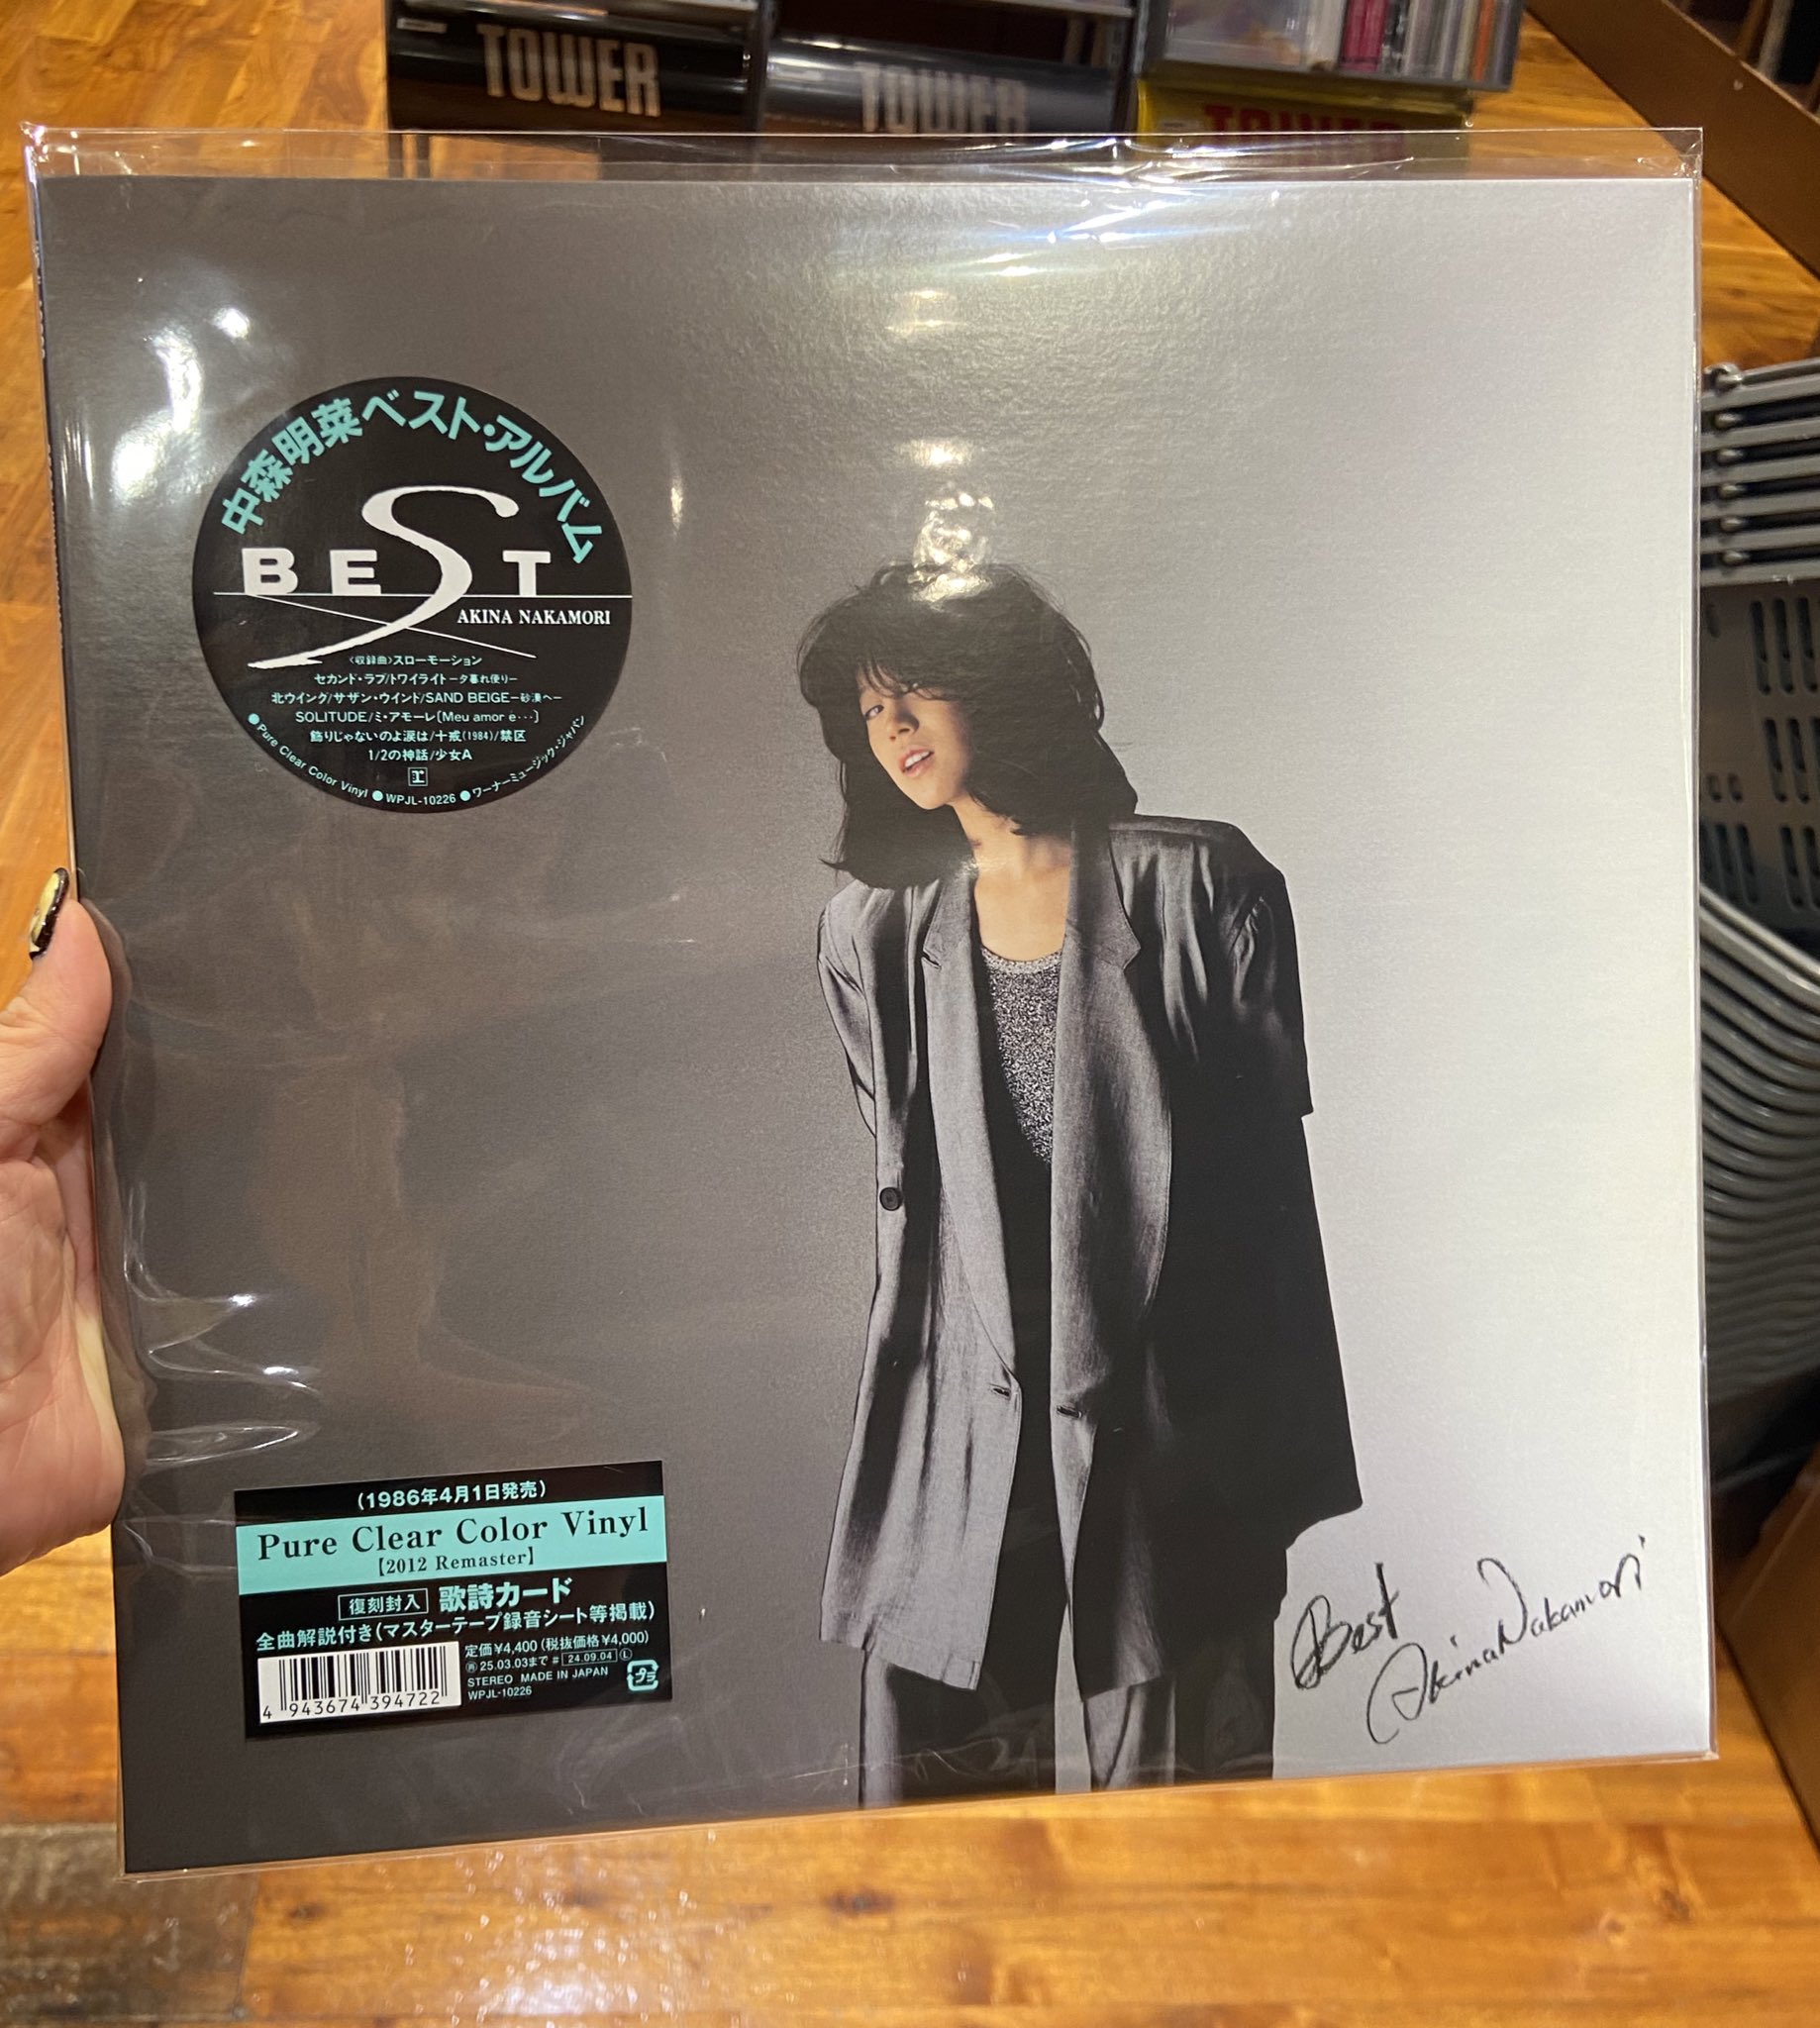 TOWER
TOWER
TOWER
中森明菜ベスト・アルバム
BEST
AKINA NAKAMORI
〈収録曲〉スローモーション
セカンド・ラブ/トワイライト－夕暮れ便り－
北ウイング/サザン・ウインド/SAND BEIGE－砂漠へ－
SOLITUDE/ミ・アモーレ〔Meu amor é・・・〕
飾りじゃないのよ涙は/十戒(1984)/禁区
1/2の神話/少女A
r
●Pure Clear Color Vinyl ●WPJL-10226 ●ワーナーミュージック・ジャパン
(1986年4月1日発売)
Pure Clear Color Vinyl
【2012 Remaster】
復刻封入 歌詩カード
全曲解説付き(マスターテープ録音シート等掲載)
定価¥4,400(税抜価格¥4,000)
再25.03.03まで 24.09.04 Ⓛ
STEREO MADE IN JAPAN
WPJL-10226
プラ
4 943674 394722
Best
Akina Nakamori